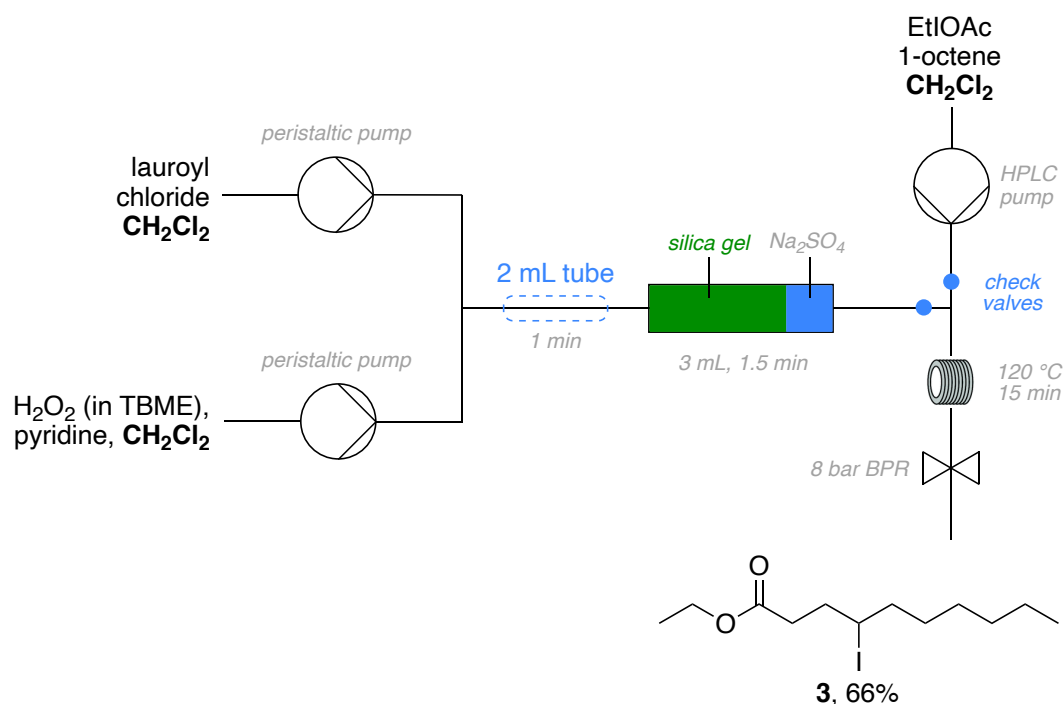 EtIOAc
1-octene
CH₂Cl₂
peristaltic pump
lauroyl
chloride
CH₂Cl₂
HPLC
pump
silica gel
Na₂SO₄
2 mL tube
check
valves
1 min
3 mL, 1.5 min
peristaltic pump
120 °C
15 min
H₂O₂ (in TBME),
pyridine, CH₂Cl₂
8 bar BPR
O
O
I
3, 66%